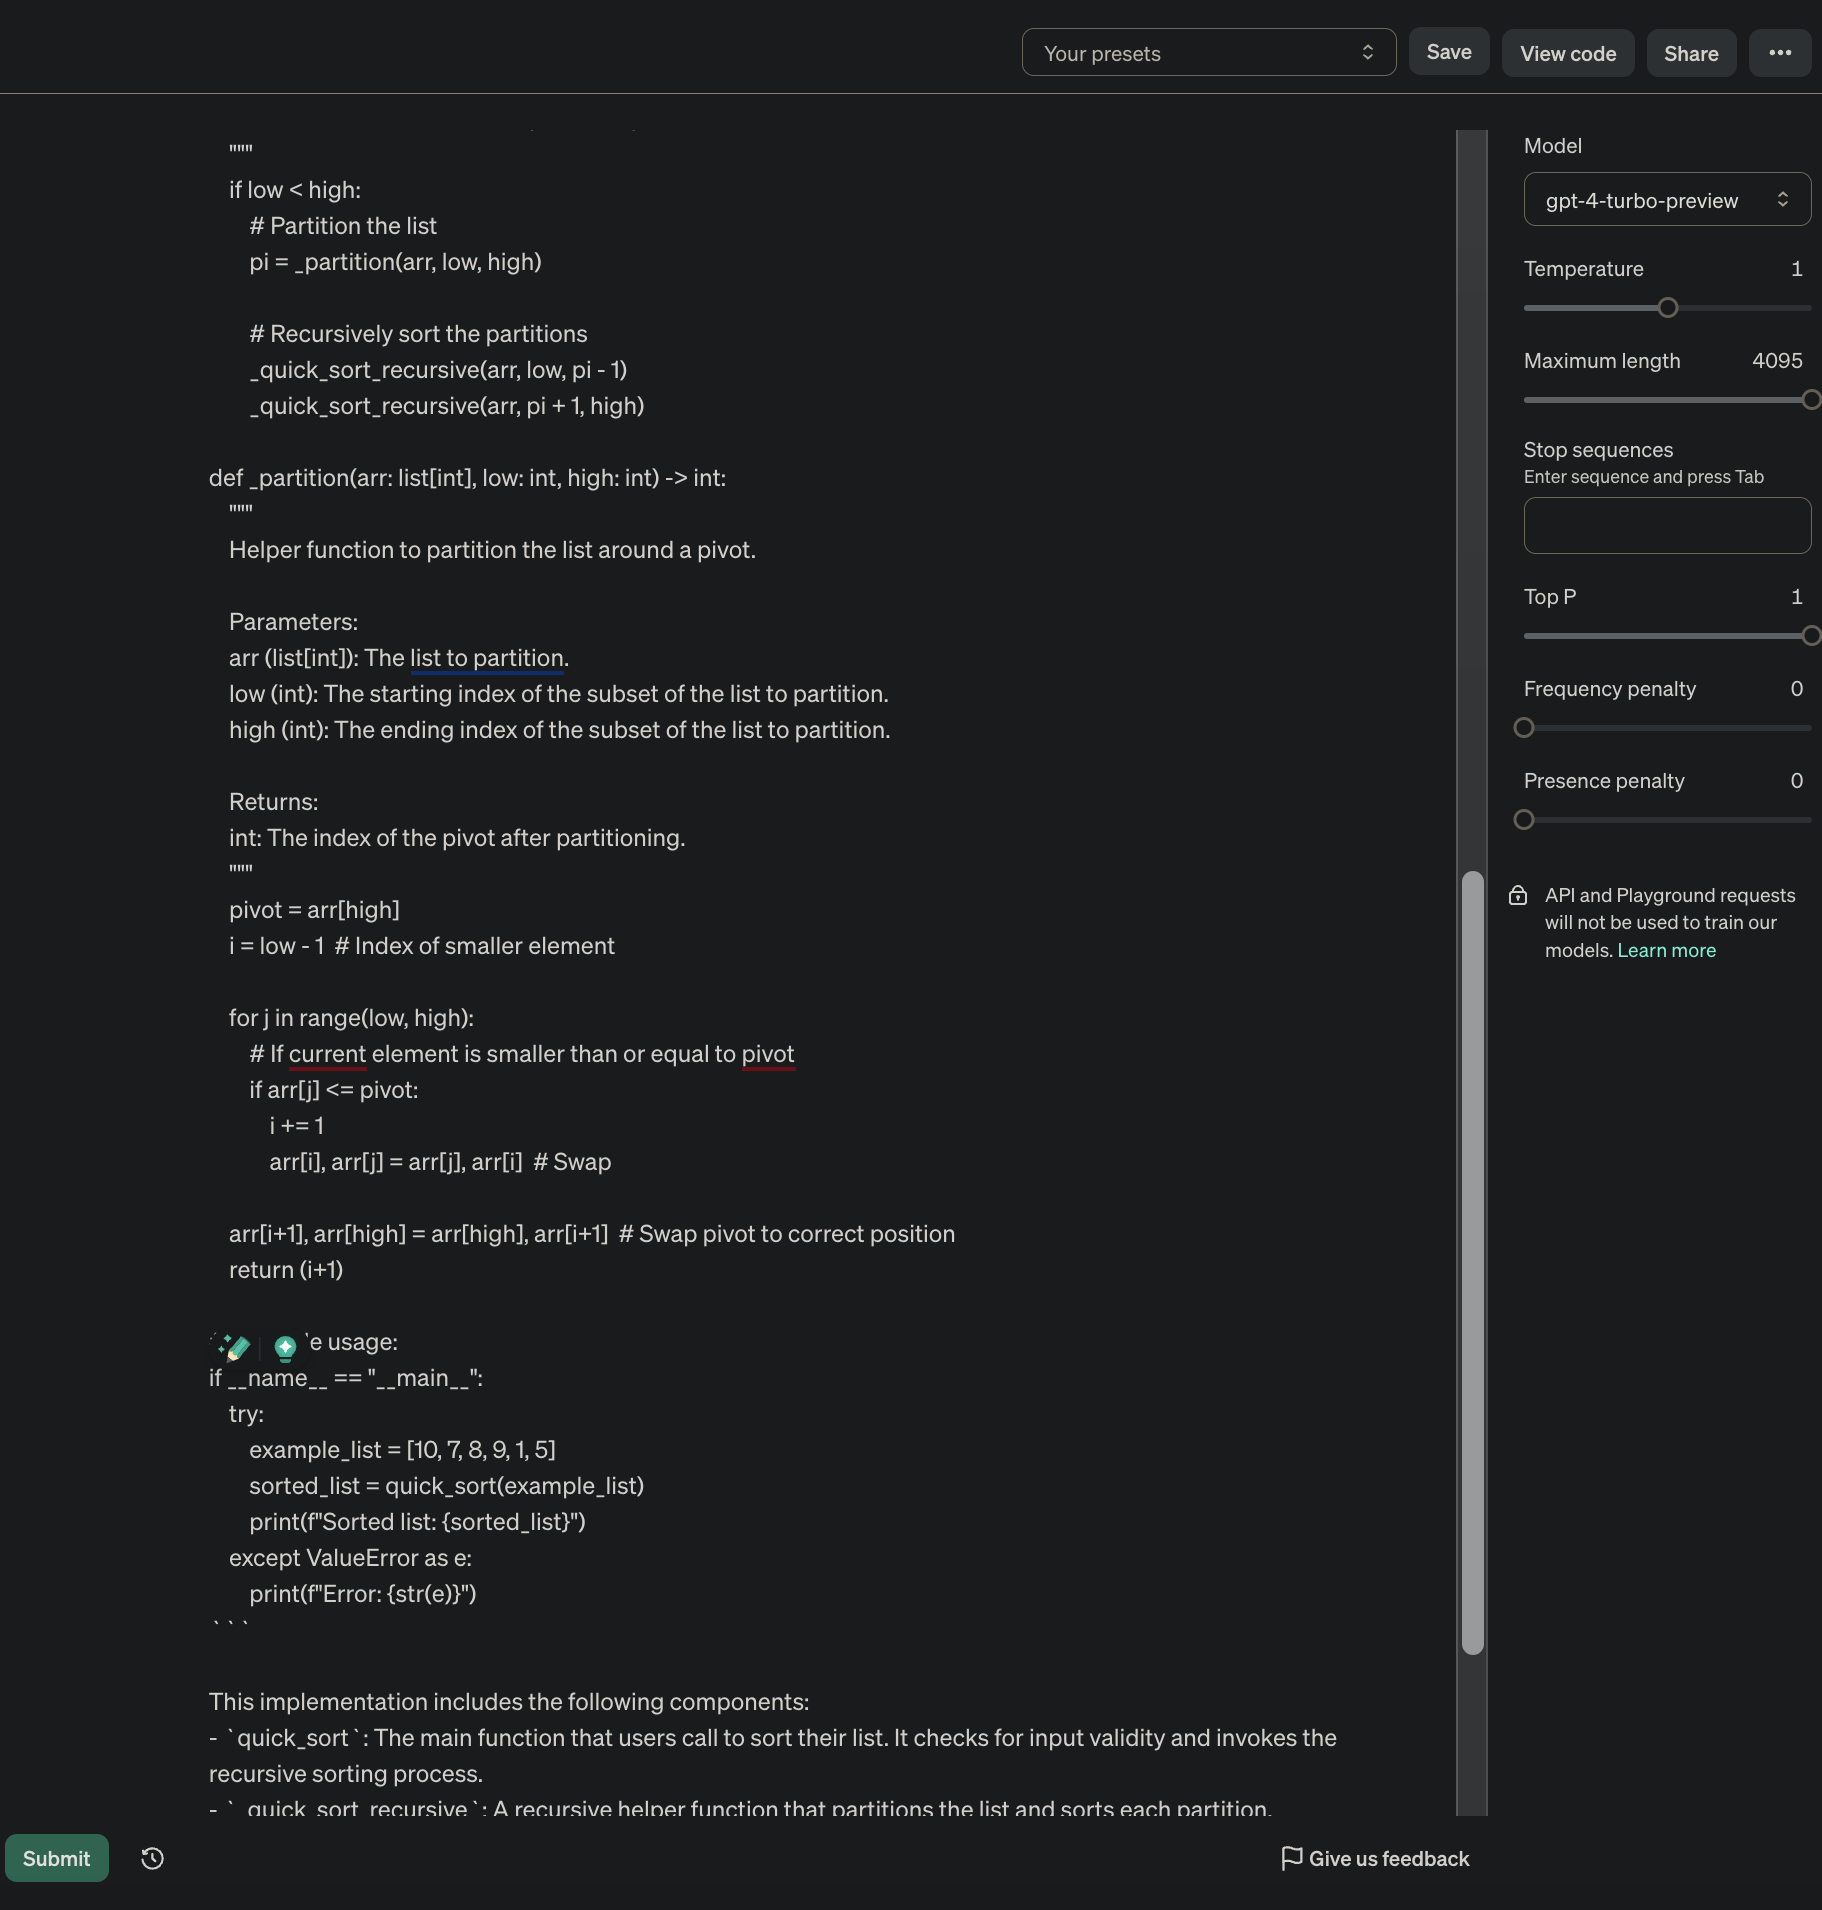 Your presets
Save
View code
Share
"""
if low < high:
# Partition the list
pi = _partition(arr, low, high)
# Recursively sort the partitions
_quick_sort_recursive(arr, low, pi - 1)
_quick_sort_recursive(arr, pi + 1, high)
def _partition(arr: list[int], low: int, high: int) -> int:
"""
Helper function to partition the list around a pivot.
Parameters:
arr (list[int]): The list to partition.
low (int): The starting index of the subset of the list to partition.
high (int): The ending index of the subset of the list to partition.
Returns:
int: The index of the pivot after partitioning.
"""
pivot = arr[high]
i = low - 1  # Index of smaller element
for j in range(low, high):
# If current element is smaller than or equal to pivot
if arr[j] <= pivot:
i += 1
arr[i], arr[j] = arr[j], arr[i]  # Swap
arr[i+1], arr[high] = arr[high], arr[i+1]  # Swap pivot to correct position
return (i+1)
usage:
if __name__ == "__main__":
try:
example_list = [10, 7, 8, 9, 1, 5]
sorted_list = quick_sort(example_list)
print(f"Sorted list: {sorted_list}")
except ValueError as e:
print(f"Error: {str(e)}")
```
This implementation includes the following components:
- `quick_sort`: The main function that users call to sort their list. It checks for input validity and invokes the
recursive sorting process.
- `_quick_sort_recursive`: A recursive helper function that partitions the list and sorts each partition.
Submit
Give us feedback
Model
gpt-4-turbo-preview
Temperature 1
Maximum length 4095
Stop sequences
Enter sequence and press Tab
Top P 1
Frequency penalty 0
Presence penalty 0
API and Playground requests
will not be used to train our
models. Learn more